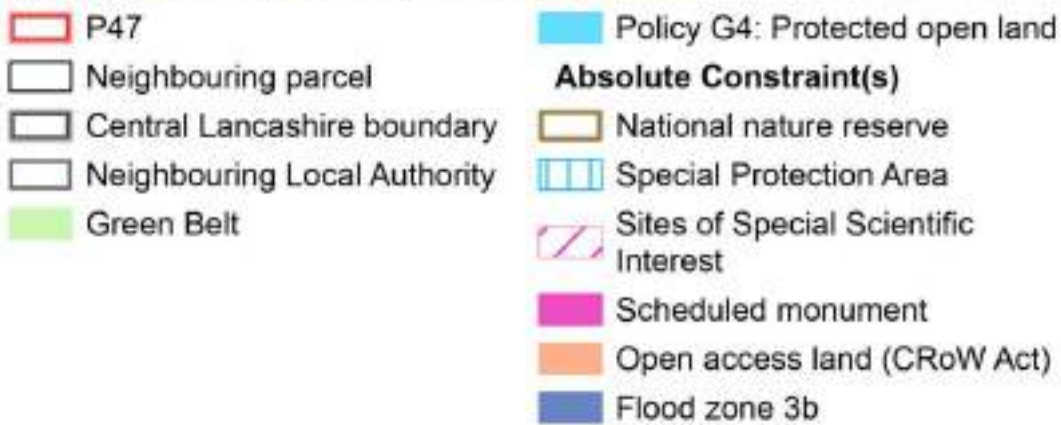 P47
Neighbouring parcel
Central Lancashire boundary
Neighbouring Local Authority
Green Belt
Policy G4: Protected open land
Absolute Constraint(s)
National nature reserve
Special Protection Area
Sites of Special Scientific
Interest
Scheduled monument
Open access land (CRoW Act)
Flood zone 3b